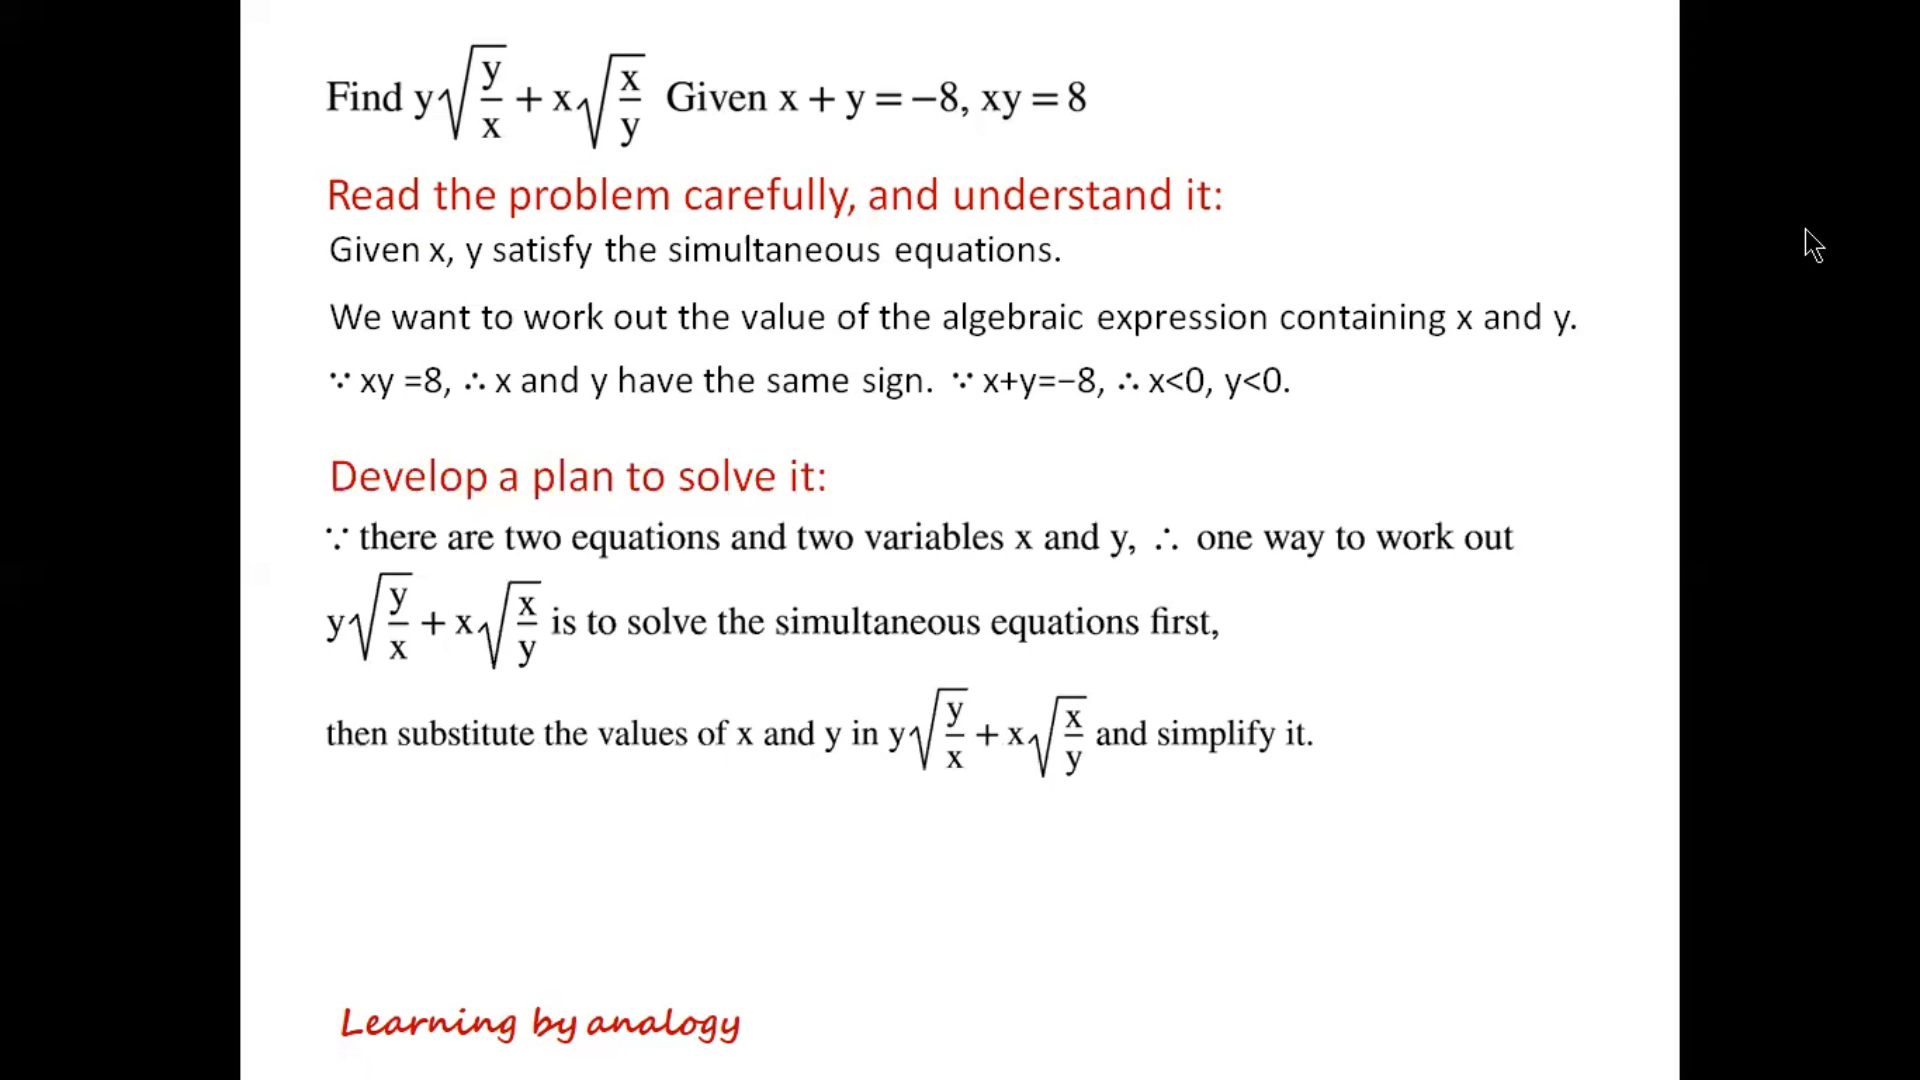 Find y√(y/x) + x√(x/y) Given x + y = −8, xy = 8
Read the problem carefully, and understand it:
Given x, y satisfy the simultaneous equations.
We want to work out the value of the algebraic expression containing x and y.
∵ xy =8, ∴ x and y have the same sign. ∵ x+y=−8, ∴ x<0, y<0.
Develop a plan to solve it:
∵ there are two equations and two variables x and y, ∴ one way to work out
y√(y/x) + x√(x/y) is to solve the simultaneous equations first,
then substitute the values of x and y in y√(y/x) + x√(x/y) and simplify it.
Learning by analogy